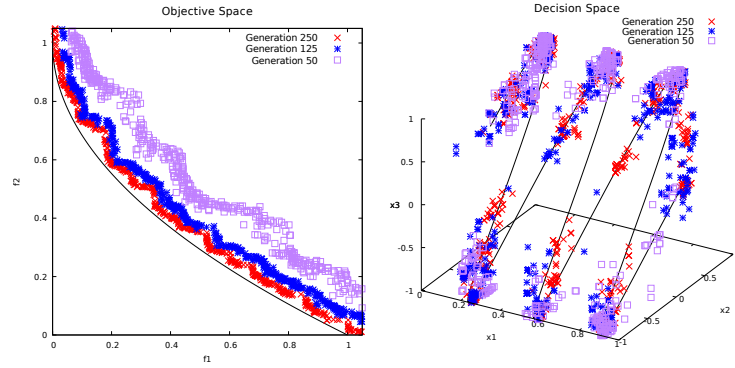 Objective Space
Generation 250
Generation 125
Generation 50
1
0.8
0.6
0.4
0.2
0
f2
0 0.2 0.4 0.6 0.8 1
f1
Decision Space
Generation 250
Generation 125
Generation 50
1
0.5
0
-0.5
-1
x3
0 0.2 0.4 0.6 0.8 1
x1
-1 -0.5 0 0.5 1
x2